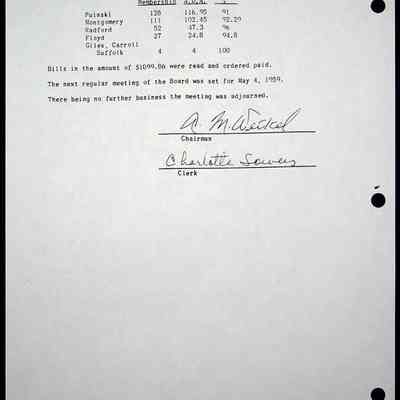 Membership A.D.A. %
Pulaski 128 116.95 91
Montgomery 111 102.45 92.29
Radford 52 47.3 96
Floyd 27 24.8 94.8
Giles, Carroll
Suffolk 4 4 100
Bills in the amount of $1099.06 were read and ordered paid.
The next regular meeting of the Board was set for May 4, 1959.
There being no further business the meeting was adjourned.
Chairman
Charlotte
Clerk